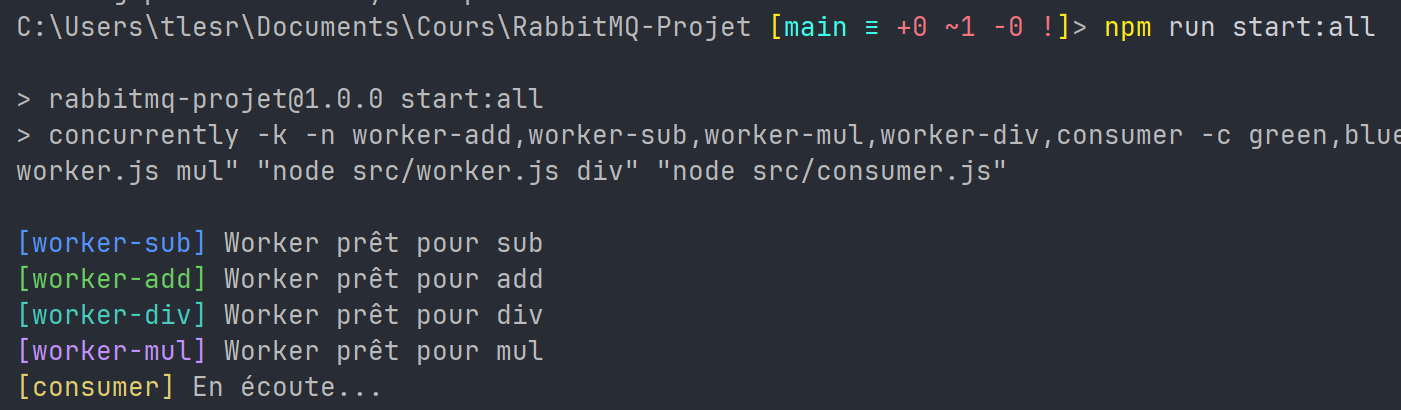 C:\Users\tlesr\Documents\Cours\RabbitMQ-Projet [main ≡ +0 ~1 -0 !]> npm run start:all
> rabbitmq-projet@1.0.0 start:all
> concurrently -k -n worker-add,worker-sub,worker-mul,worker-div,consumer -c green,blue
worker.js mul" "node src/worker.js div" "node src/consumer.js"
[worker-sub] Worker prêt pour sub
[worker-add] Worker prêt pour add
[worker-div] Worker prêt pour div
[worker-mul] Worker prêt pour mul
[consumer] En écoute...